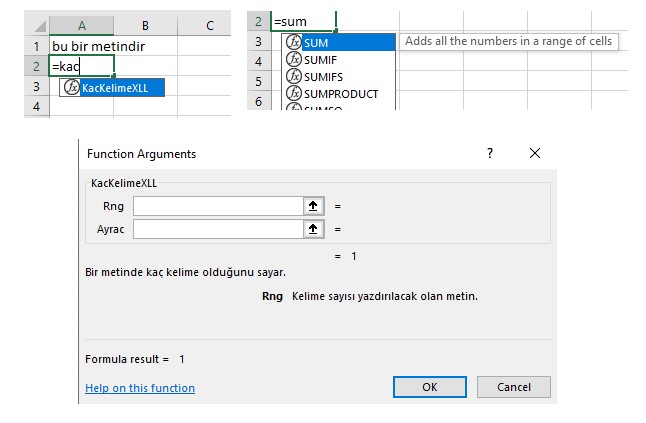 A B C
1 bu bir metindir
2 =kac
3 KacKelimeXLL
4
2 =sum
3 SUM Adds all the numbers in a range of cells
4 SUMIF
5 SUMIFS
6 SUMPRODUCT
Function Arguments ? ×
KacKelimeXLL
Rng =
Ayrac =
= 1
Bir metinde kaç kelime olduğunu sayar.
Rng Kelime sayısı yazdırılacak olan metin.
Formula result = 1
Help on this function OK Cancel